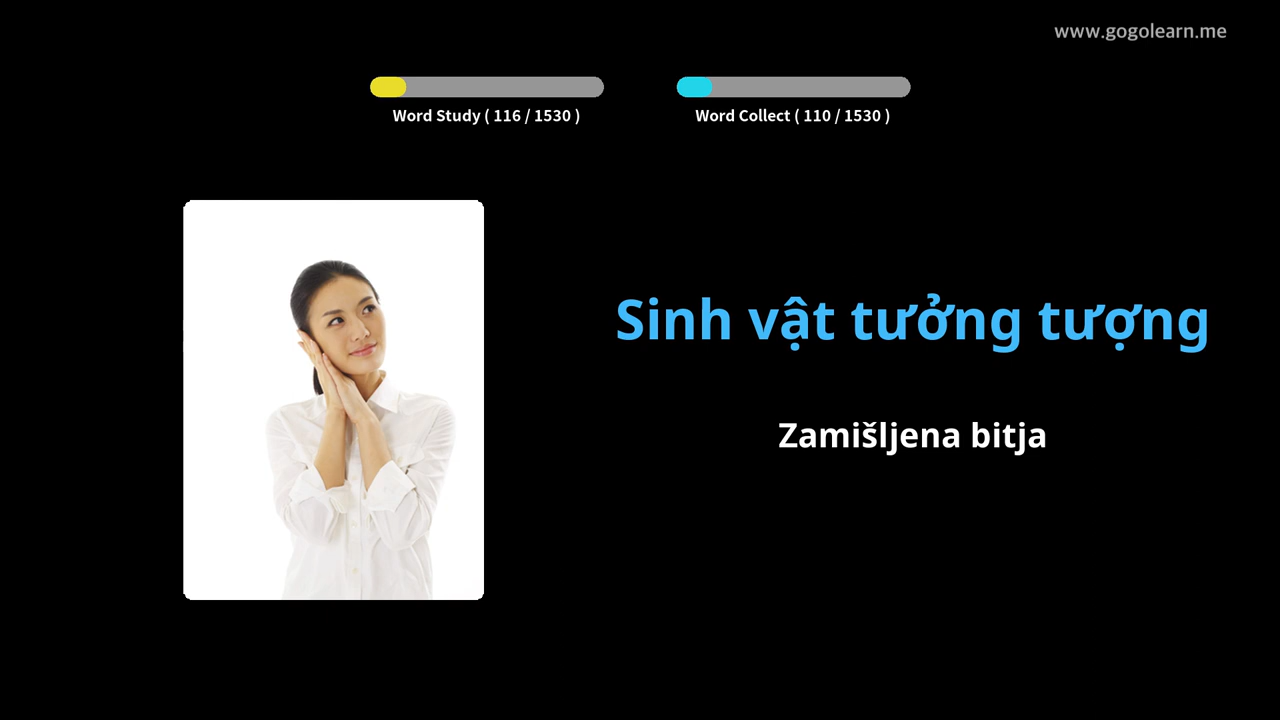 www.gogolearn.me
Word Study ( 116 / 1530 )
Word Collect ( 110 / 1530 )
Sinh vật tưởng tượng
Zamišljena bitja